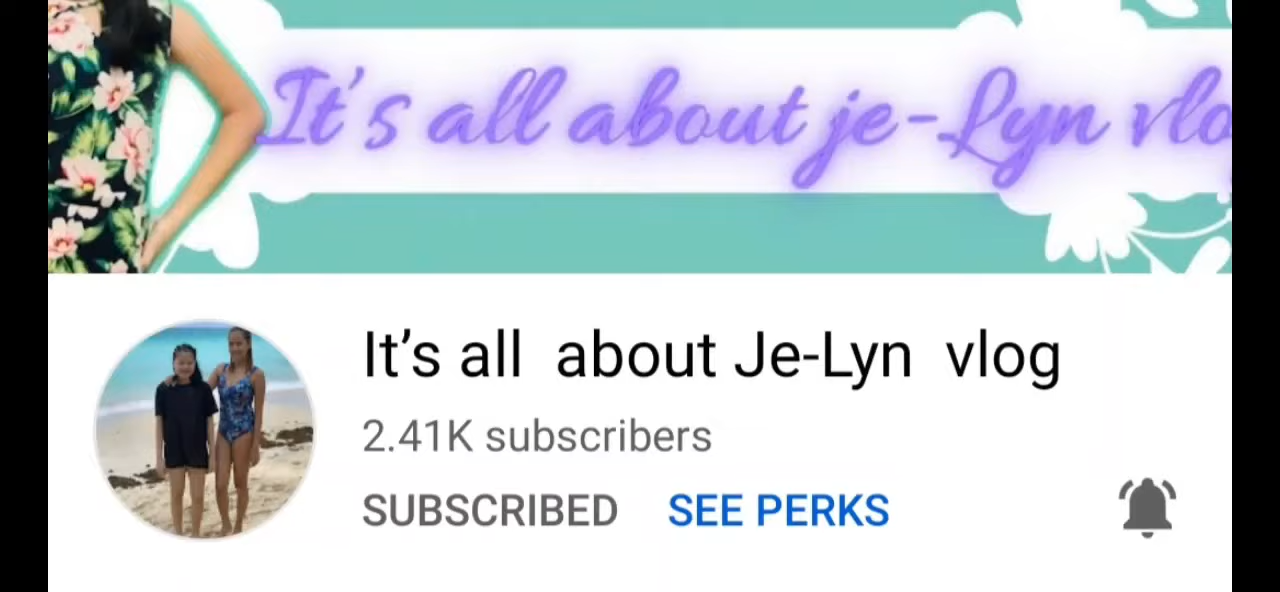 It's all about je-Lyn vlo
It's all about Je-Lyn vlog
2.41K subscribers
SUBSCRIBED SEE PERKS